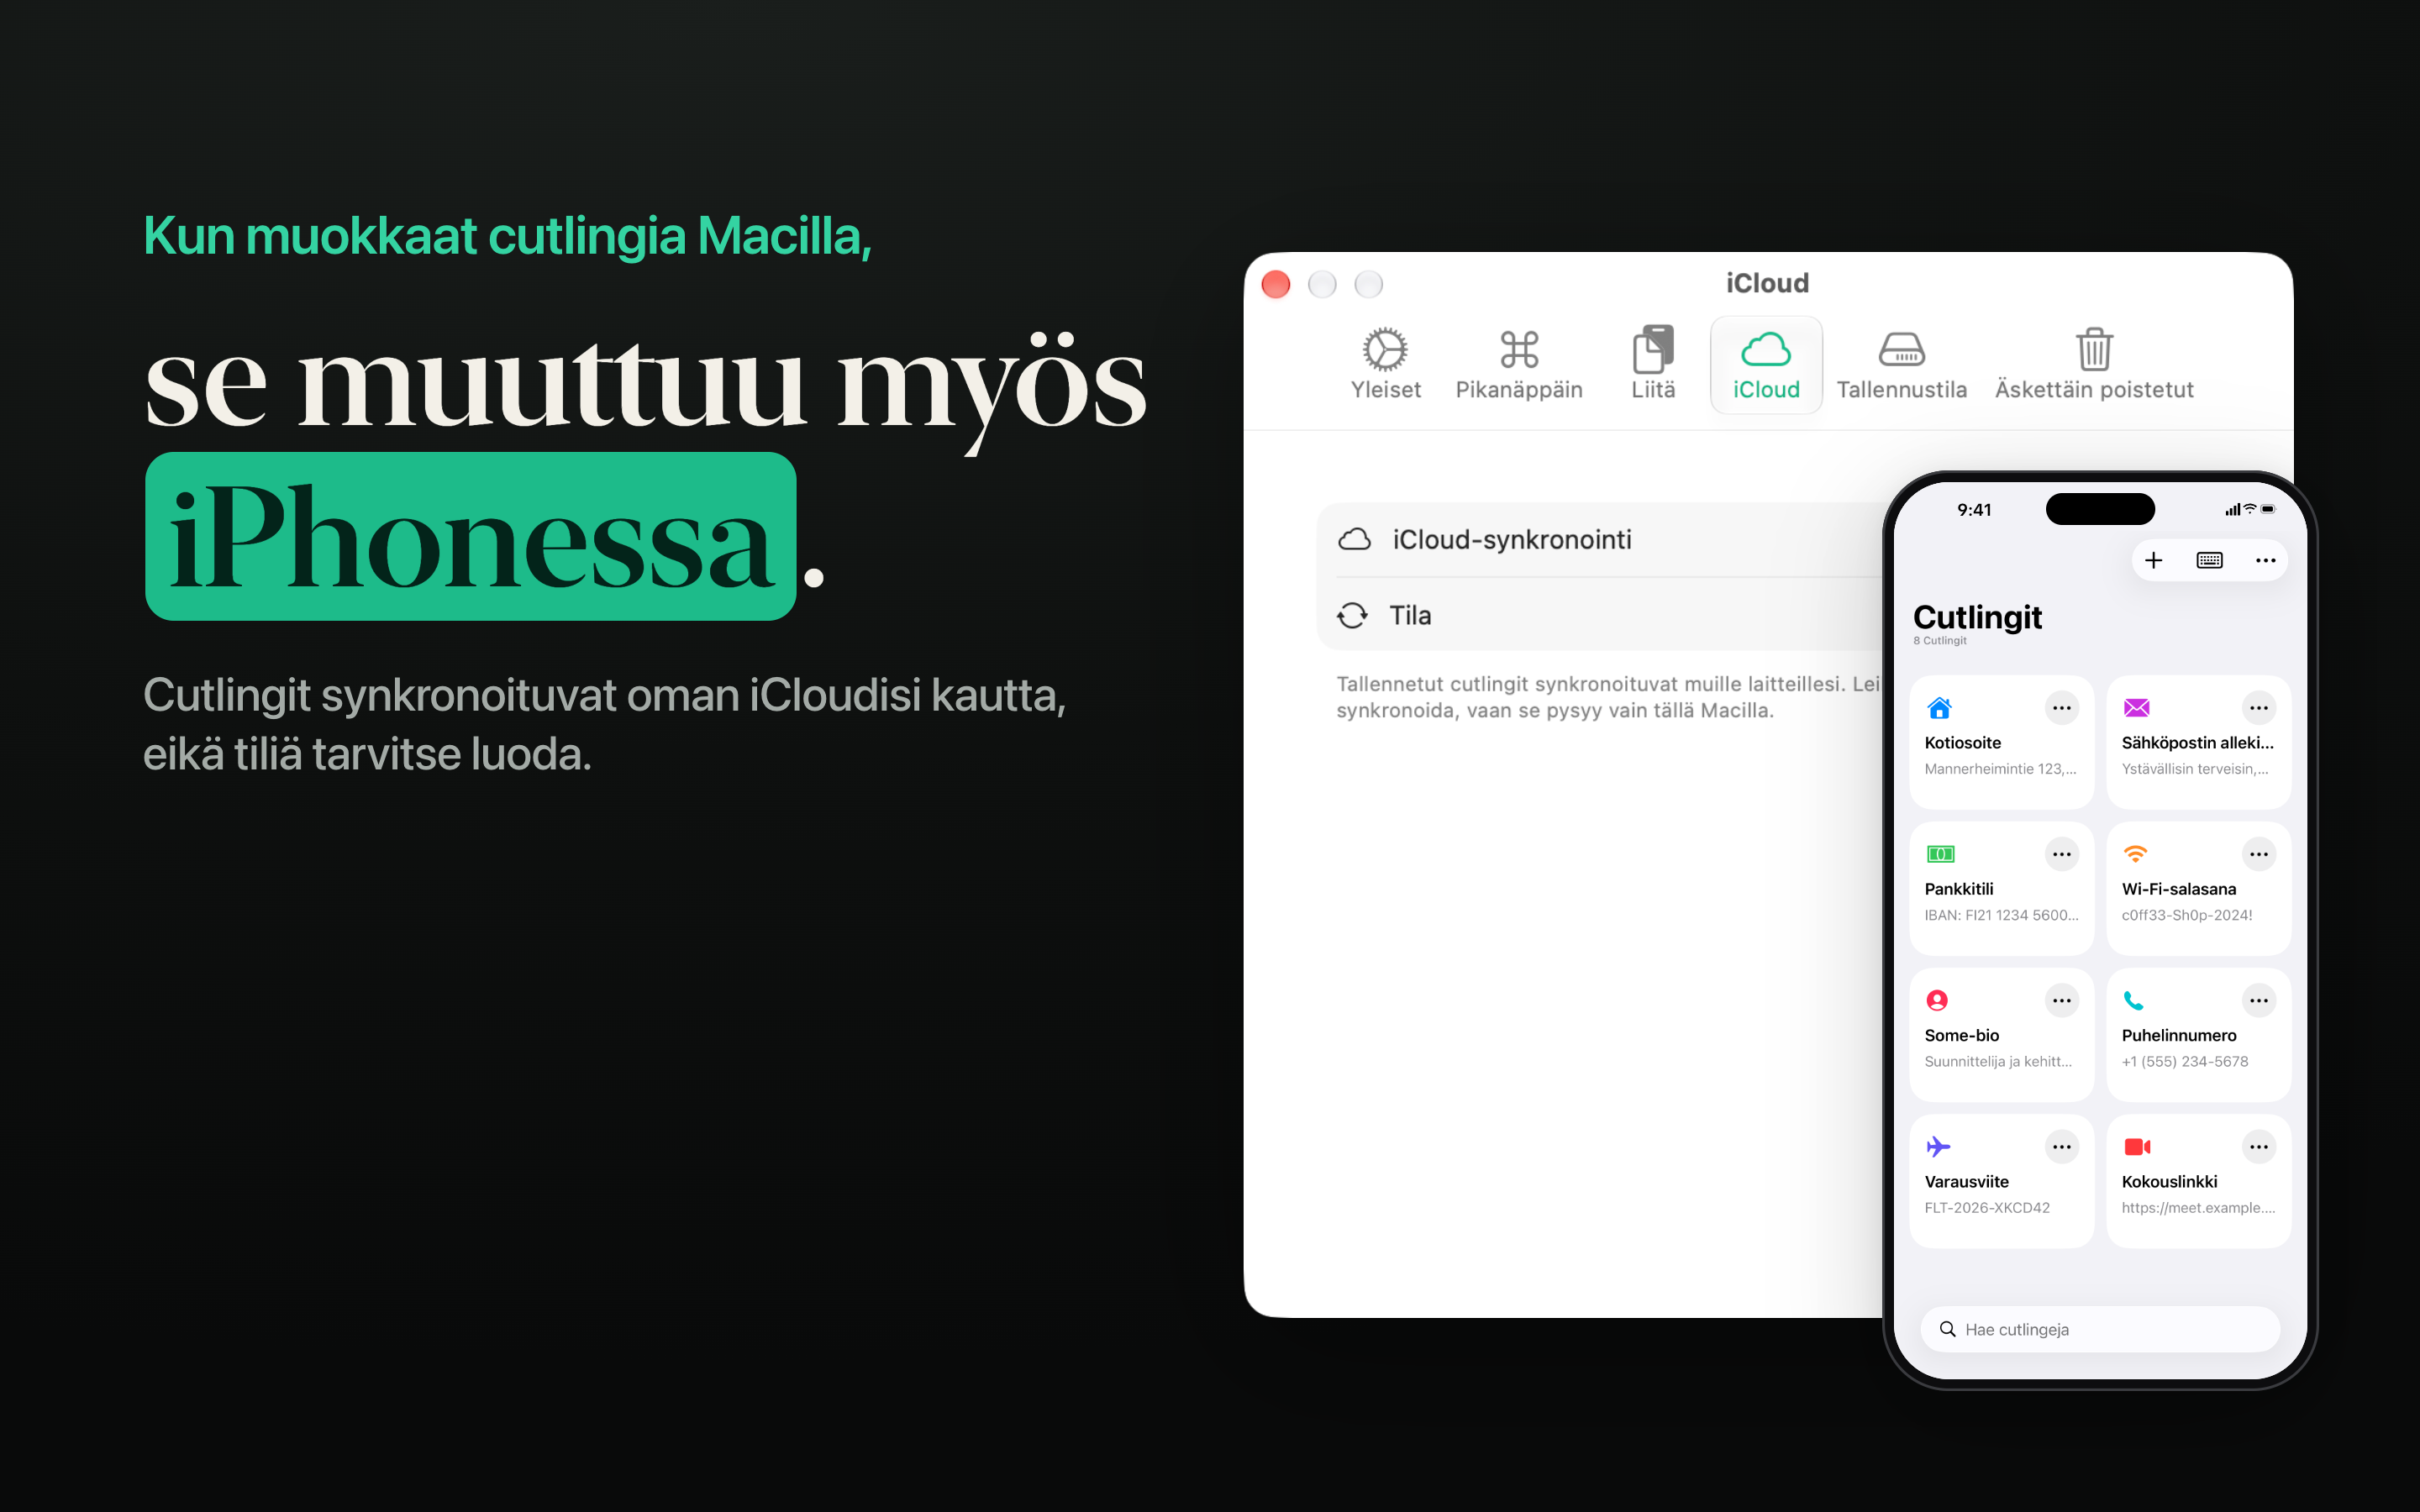 Kun muokkaat cutlingia Macilla,
se muuttuu myös
iPhonessa.
Cutlingit synkronoituvat oman iCloudisi kautta,
eikä tiliä tarvitse luoda.
iCloud
Yleiset
Pikanäppäin
Liitä
iCloud
Tallennustila
Äskettäin poistetut
iCloud-synkronointi
Tila
Tallennetut cutlingit synkronoituvat muille laitteillesi. Lei
synkronoida, vaan se pysyy vain tällä Macilla.
9:41
Cutlingit
8 Cutlingit
Kotiosoite
Mannerheimintie 123,...
Sähköpostin alleki...
Ystävällisin terveisin,...
Pankkitili
IBAN: FI21 1234 5600...
Wi-Fi-salasana
c0ff33-Sh0p-2024!
Some-bio
Suunnittelija ja kehitt...
Puhelinnumero
+1 (555) 234-5678
Varausviite
FLT-2026-XKCD42
Kokouslinkki
https://meet.example....
Hae cutlingeja